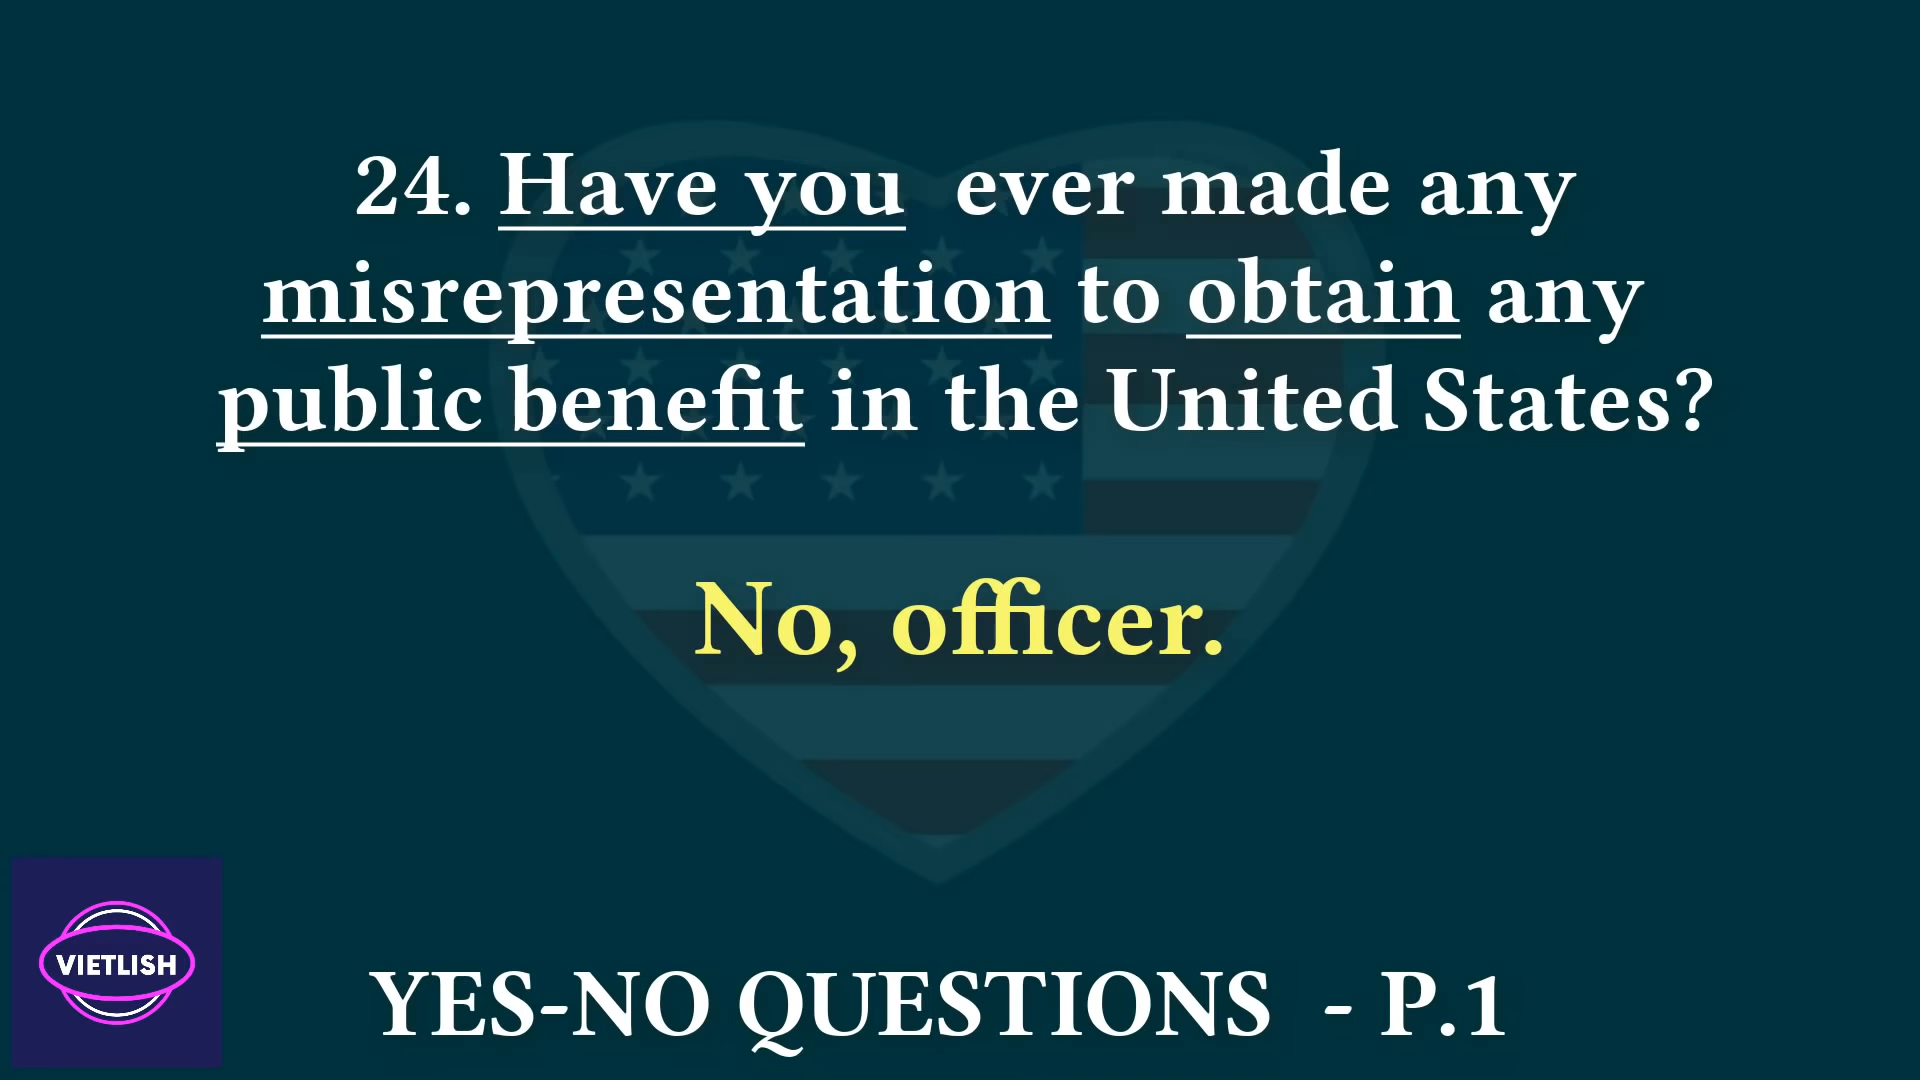 24. Have you ever made any
misrepresentation to obtain any
public benefit in the United States?
No, officer.
VIETLISH
YES-NO QUESTIONS - P.1